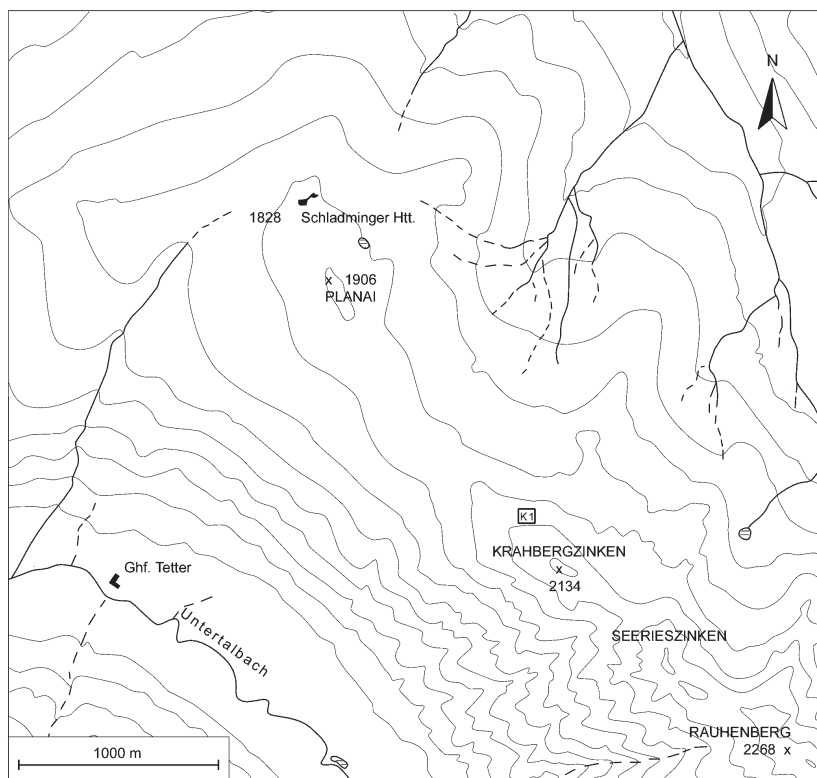 N
1828 Schladminger Htt.
x 1906
PLANAI
K1
KRAHBERGZINKEN
x
2134
Ghf. Tetter
Untertalbach
SEERIESZINKEN
RAUHENBERG
2268 x
1000 m